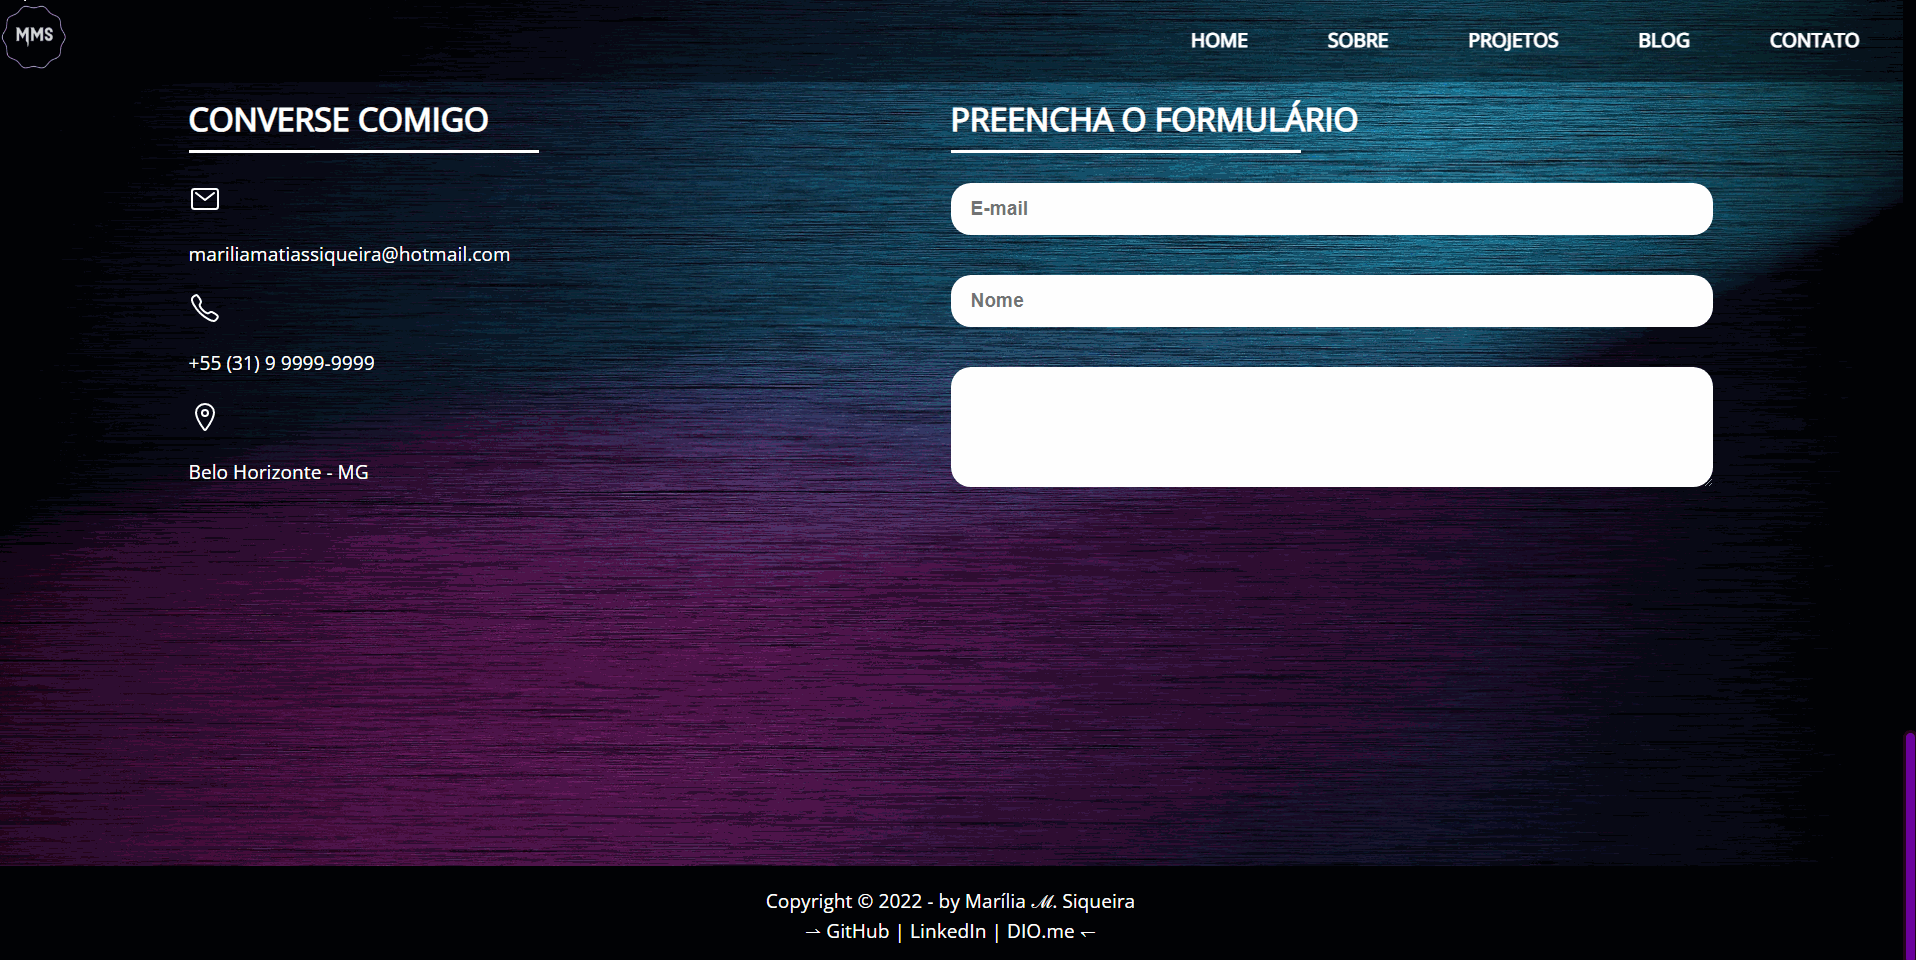 MMS
HOME SOBRE PROJETOS BLOG CONTATO
CONVERSE COMIGO
mariliamatiassiqueira@hotmail.com
+55 (31) 9 9999-9999
Belo Horizonte - MG
PREENCHA O FORMULÁRIO
E-mail
Nome
Copyright © 2022 - by Marília ℳ. Siqueira
⇀ GitHub | LinkedIn | DIO.me ↽